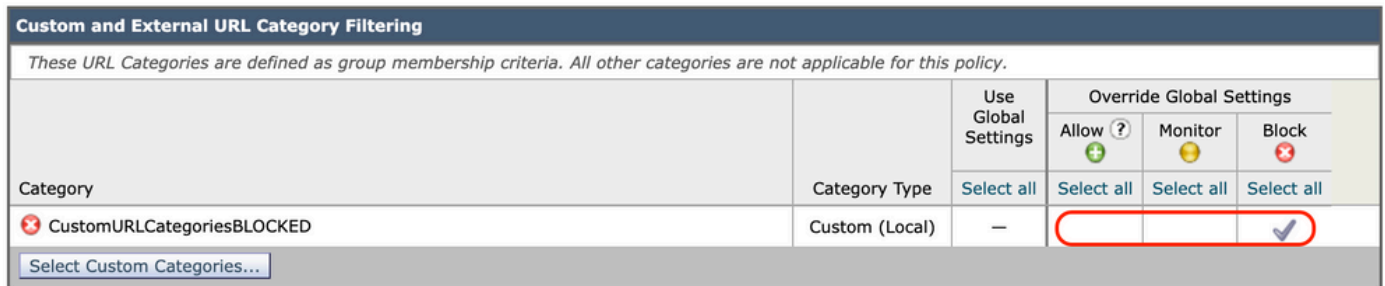 Custom and External URL Category Filtering
These URL Categories are defined as group membership criteria. All other categories are not applicable for this policy.
Use Global Settings
Override Global Settings
Allow ?
Monitor
Block
Category
Category Type
Select all
Select all
Select all
Select all
CustomURLCategoriesBLOCKED
Custom (Local)
—
Select Custom Categories...